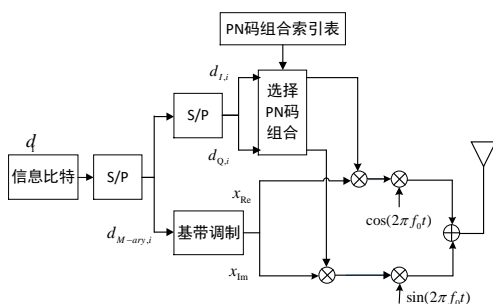 PN码组合索引表
d_{I,i}
选择
PN码
组合
S/P
d_{Q,i}
d_i
信息比特
S/P
x_{Re}
d_{M-ary,i}
基带调制
cos(2πf_0t)
x_{Im}
sin(2πf_0t)